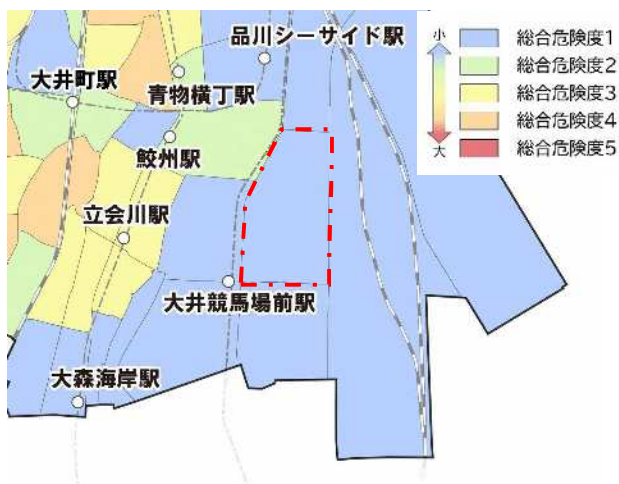 品川シーサイド駅
大井町駅
青物横丁駅
鮫洲駅
立会川駅
大井競馬場前駅
大森海岸駅
小
大
総合危険度1
総合危険度2
総合危険度3
総合危険度4
総合危険度5